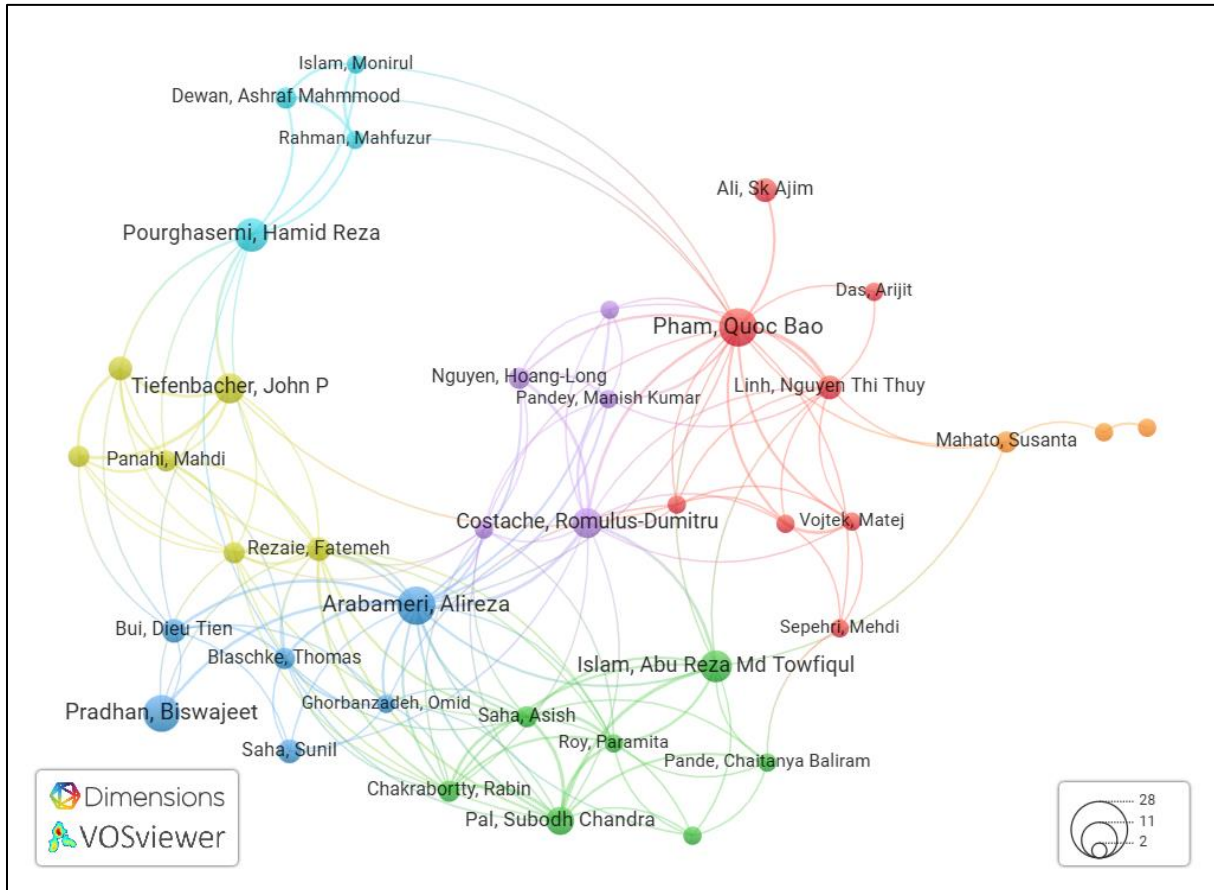 Islam, Monirul
Dewan, Ashraf Mahmmood
Rahman, Mahfuzur
Ali, Sk Ajim
Pourghasemi, Hamid Reza
Das, Arijit
Pham, Quoc Bao
Nguyen, Hoang-Long
Tiefenbacher, John P
Linh, Nguyen Thi Thuy
Pandey, Manish Kumar
Mahato, Susanta
Panahi, Mahdi
Costache, Romulus-Dumitru
Vojtek, Matej
Rezaie, Fatemeh
Arabameri, Alireza
Bui, Dieu Tien
Sepehri, Mehdi
Blaschke, Thomas
Islam, Abu Reza Md Towfiqul
Ghorbanzadeh, Omid
Pradhan, Biswajeet
Saha, Asish
Roy, Paramita
Saha, Sunil
Pande, Chaitanya Baliram
Chakrabortty, Rabin
Pal, Subodh Chandra
Dimensions
VOSviewer
28
11
2